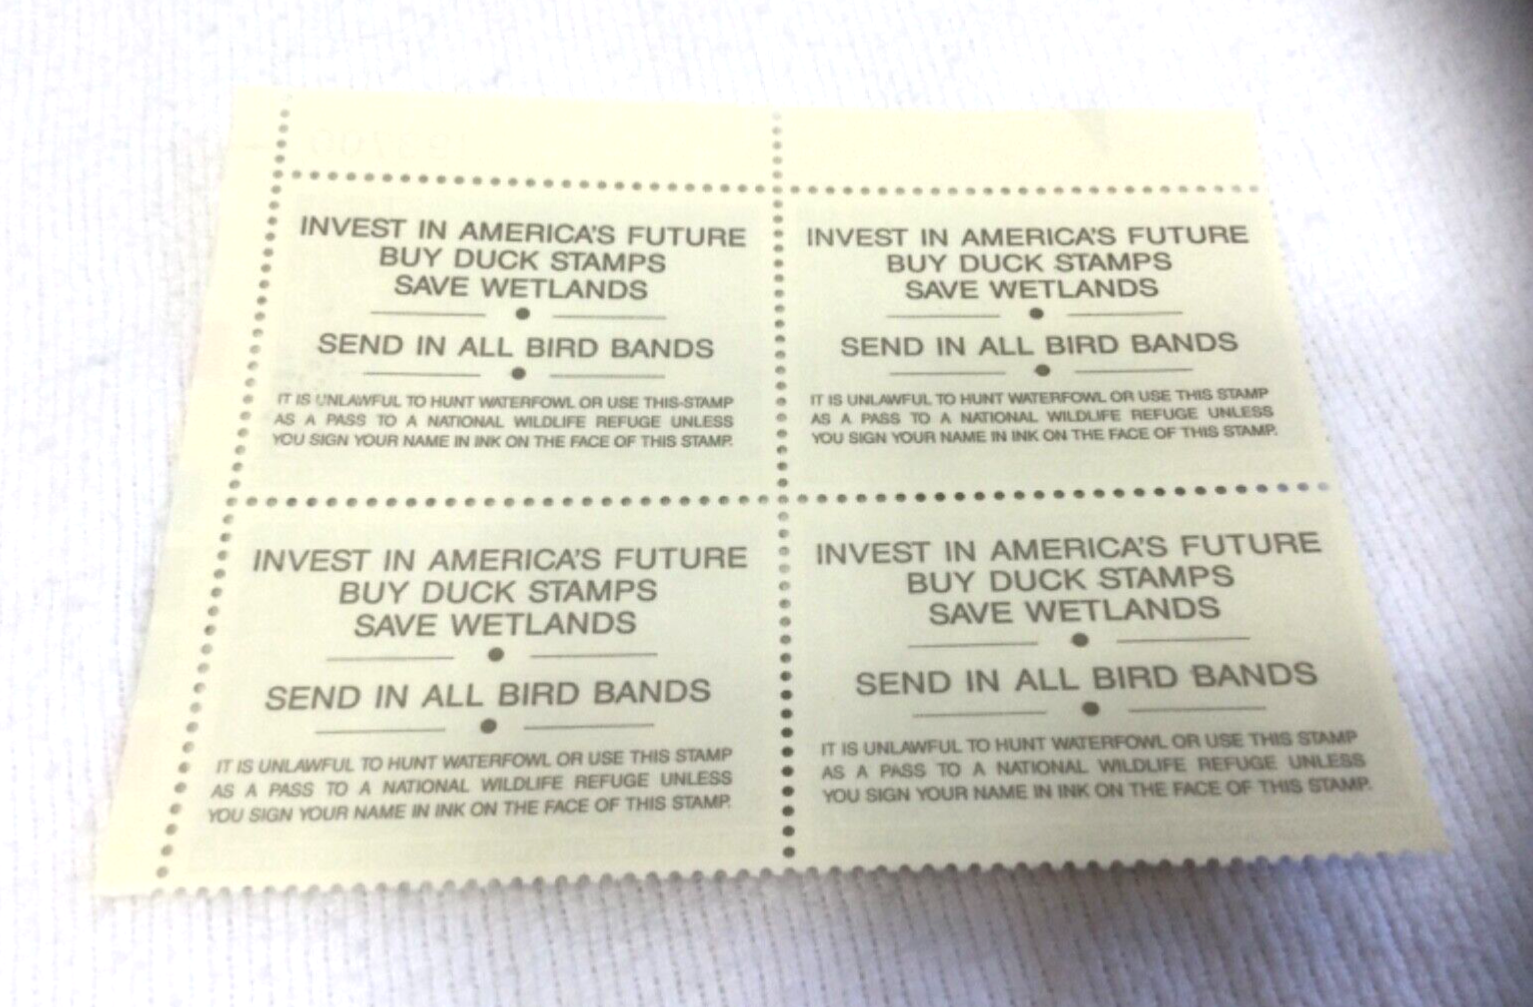 INVEST IN AMERICA'S FUTURE
BUY DUCK STAMPS
SAVE WETLANDS
SEND IN ALL BIRD BANDS
IT IS UNLAWFUL TO HUNT WATERFOWL OR USE THIS-STAMP
AS A PASS TO A NATIONAL WILDLIFE REFUGE UNLESS
YOU SIGN YOUR NAME IN INK ON THE FACE OF THIS STAMP.
INVEST IN AMERICA'S FUTURE
BUY DUCK STAMPS
SAVE WETLANDS
SEND IN ALL BIRD BANDS
IT IS UNLAWFUL TO HUNT WATERFOWL OR USE THIS STAMP
AS A PASS TO A NATIONAL WILDLIFE REFUGE UNLESS
YOU SIGN YOUR NAME IN INK ON THE FACE OF THIS STAMP.
INVEST IN AMERICA'S FUTURE
BUY DUCK STAMPS
SAVE WETLANDS
SEND IN ALL BIRD BANDS
IT IS UNLAWFUL TO HUNT WATERFOWL OR USE THIS STAMP
AS A PASS TO A NATIONAL WILDLIFE REFUGE UNLESS
YOU SIGN YOUR NAME IN INK ON THE FACE OF THIS STAMP.
INVEST IN AMERICA'S FUTURE
BUY DUCK STAMPS
SAVE WETLANDS
SEND IN ALL BIRD BANDS
IT IS UNLAWFUL TO HUNT WATERFOWL OR USE THIS STAMP
AS A PASS TO A NATIONAL WILDLIFE REFUGE UNLESS
YOU SIGN YOUR NAME IN INK ON THE FACE OF THIS STAMP.